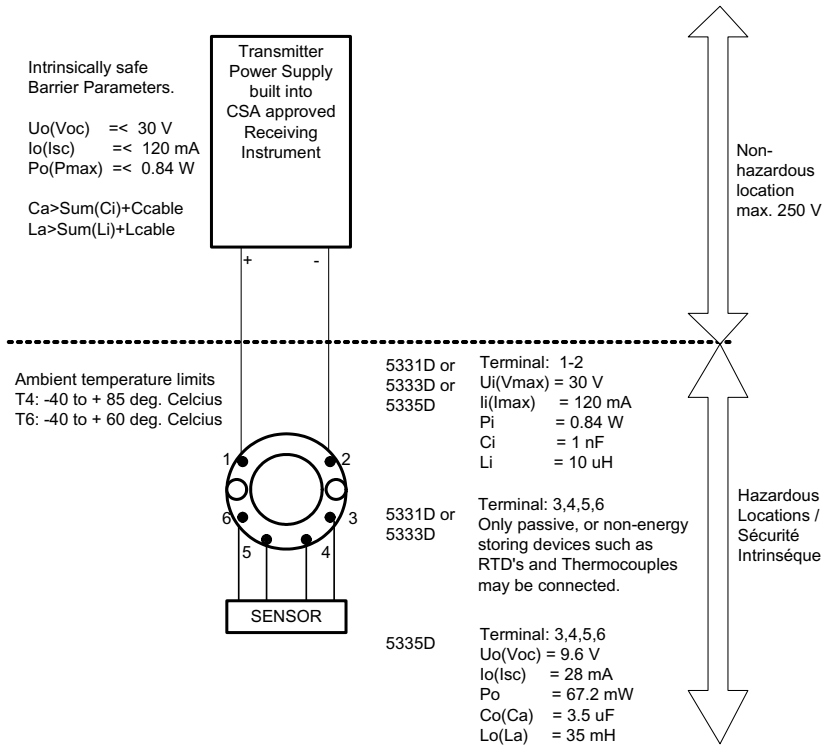 Intrinsically safe
Barrier Parameters.
Uo(Voc) =< 30 V
Io(Isc) =< 120 mA
Po(Pmax) =< 0.84 W
Ca>Sum(Ci)+Ccable
La>Sum(Li)+Lcable
Transmitter
Power Supply
built into
CSA approved
Receiving
Instrument
+ -
Non-
hazardous
location
max. 250 V
Ambient temperature limits
T4: -40 to + 85 deg. Celcius
T6: -40 to + 60 deg. Celcius
1 2
6 3
5 4
SENSOR
5331D or
5333D or
5335D
Terminal: 1-2
Ui(Vmax) = 30 V
Ii(Imax) = 120 mA
Pi = 0.84 W
Ci = 1 nF
Li = 10 uH
5331D or
5333D
Terminal: 3,4,5,6
Only passive, or non-energy
storing devices such as
RTD's and Thermocouples
may be connected.
5335D
Terminal: 3,4,5,6
Uo(Voc) = 9.6 V
Io(Isc) = 28 mA
Po = 67.2 mW
Co(Ca) = 3.5 uF
Lo(La) = 35 mH
Hazardous
Locations /
Sécurité
Intrinséque